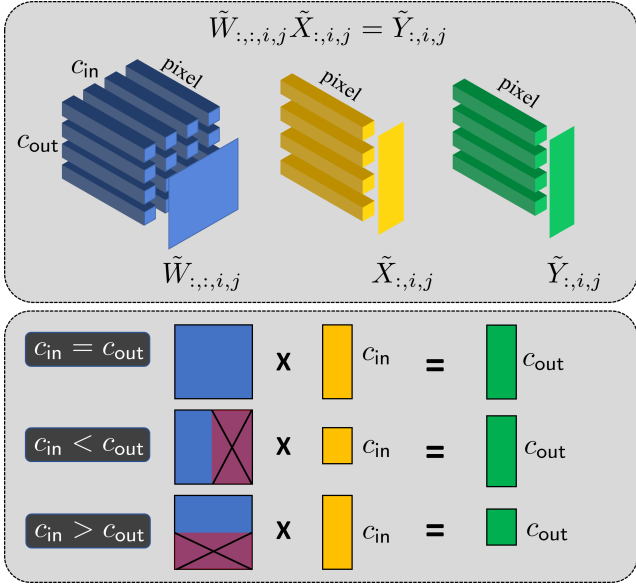 W̃:,:,i,j X̃:,i,j = Ỹ:,i,j
c_in pixel pixel pixel
c_out
W̃:,:,i,j X̃:,i,j Ỹ:,i,j
c_in = c_out x c_in = c_out
c_in < c_out x c_in = c_out
c_in > c_out x c_in = c_out